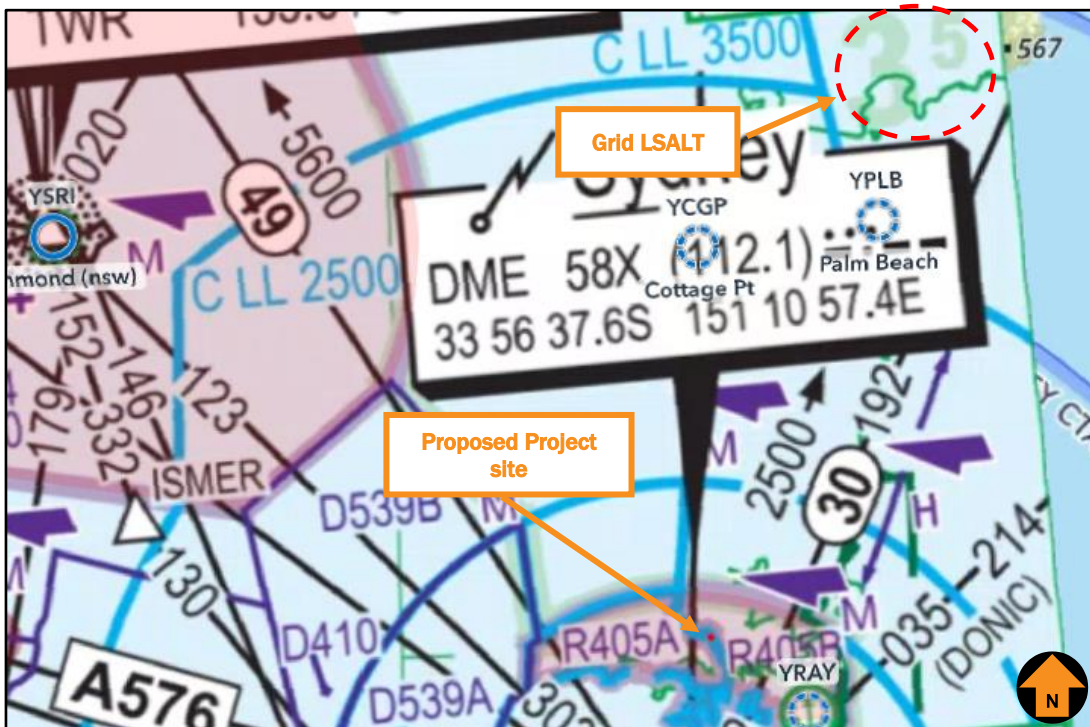 TWR
C LL 3500
35
567
Grid LSALT
020
5600
49
YSRI
M
C LL 2500
Sydney
YCGP
YPLB
DME 58X (112.1)
Cottage Pt
Palm Beach
33 56 37.6S 151 10 57.4E
152
146
123
179
332
ISMER
Proposed Project
site
D539B
M
M
2500
192
30
H
M
130
035
214
(DONIC)
D410
R405A
R405B
D539A
YRAY
A576
302
N